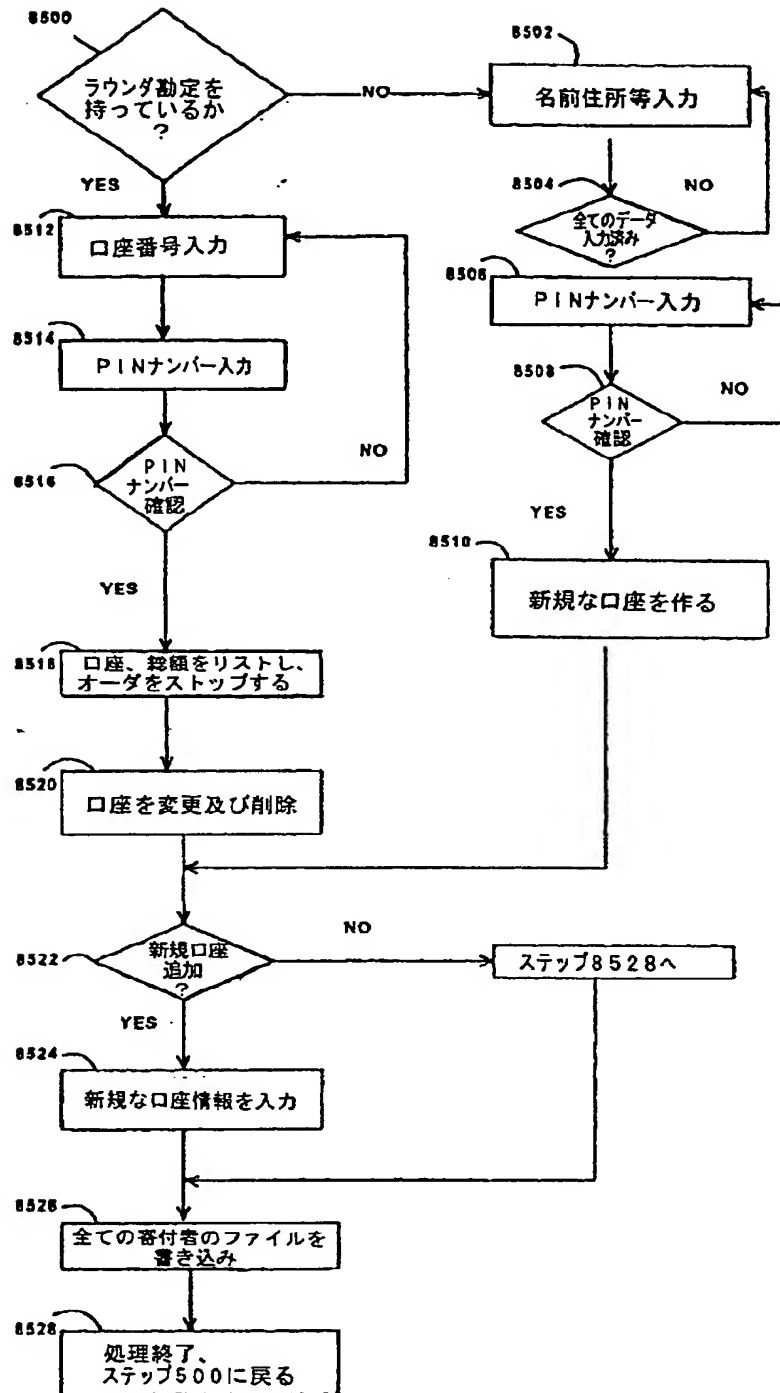 8500
ラウンダ勘定を
持っているか
?
NO
8502
名前住所等入力
YES
8504
NO
全てのデータ
入力済み
?
8512
口座番号入力
8506
PINナンバー入力
8514
PINナンバー入力
8508
NO
PIN
ナンバー
確認
8516
PIN
ナンバー
確認
NO
YES
8510
新規な口座を作る
YES
8518
口座、総額をリストし、
オーダをストップする
8520
口座を変更及び削除
8522
新規口座
追加
?
NO
ステップ8528へ
YES
8524
新規な口座情報を入力
8526
全ての寄付者のファイルを
書き込み
8528
処理終了、
ステップ500に戻る